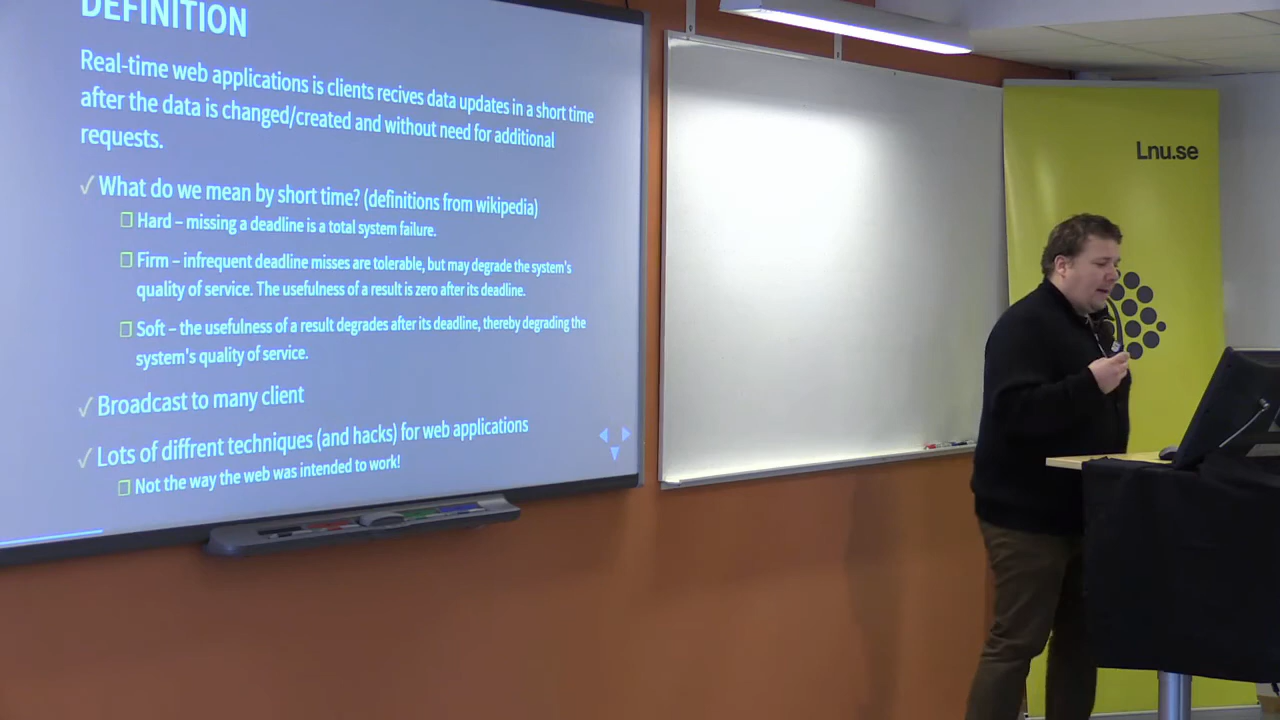 DEFINITION
Real-time web applications is clients recives data updates in a short time
after the data is changed/created and without need for additional
requests.
✓ What do we mean by short time? (definitions from wikipedia)
Hard – missing a deadline is a total system failure.
Firm – infrequent deadline misses are tolerable, but may degrade the system's
quality of service. The usefulness of a result is zero after its deadline.
Soft – the usefulness of a result degrades after its deadline, thereby degrading the
system's quality of service.
✓ Broadcast to many client
✓ Lots of diffrent techniques (and hacks) for web applications
Not the way the web was intended to work!
Lnu.se